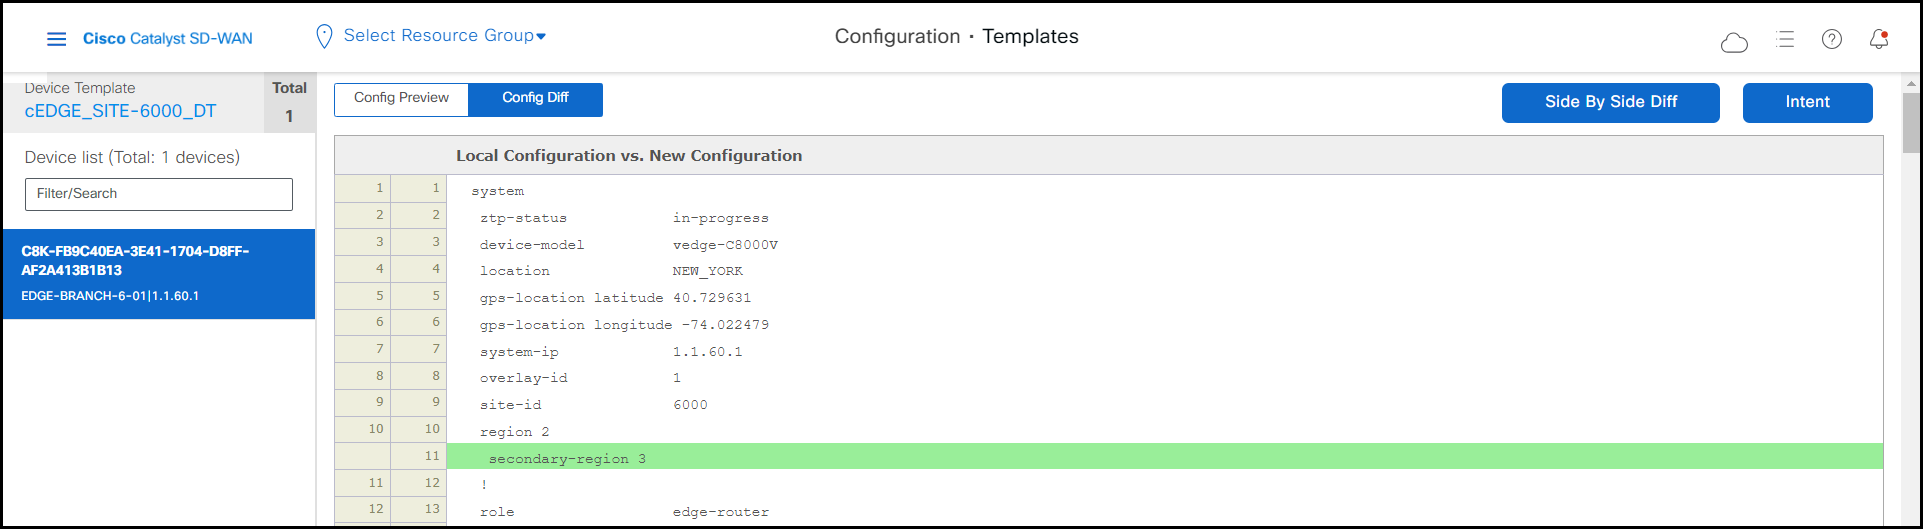 Cisco Catalyst SD-WAN
Select Resource Group
Configuration · Templates
Device Template
cEDGE_SITE-6000_DT
Total
1
Device list (Total: 1 devices)
Filter/Search
C8K-FB9C40EA-3E41-1704-D8FF-
AF2A413B1B13
EDGE-BRANCH-6-01|1.1.60.1
Config Preview
Config Diff
Side By Side Diff
Intent
Local Configuration vs. New Configuration
1 1 system
2 2 ztp-status in-progress
3 3 device-model vedge-C8000V
4 4 location NEW_YORK
5 5 gps-location latitude 40.729631
6 6 gps-location longitude -74.022479
7 7 system-ip 1.1.60.1
8 8 overlay-id 1
9 9 site-id 6000
10 10 region 2
11 secondary-region 3
11 12 !
12 13 role edge-router